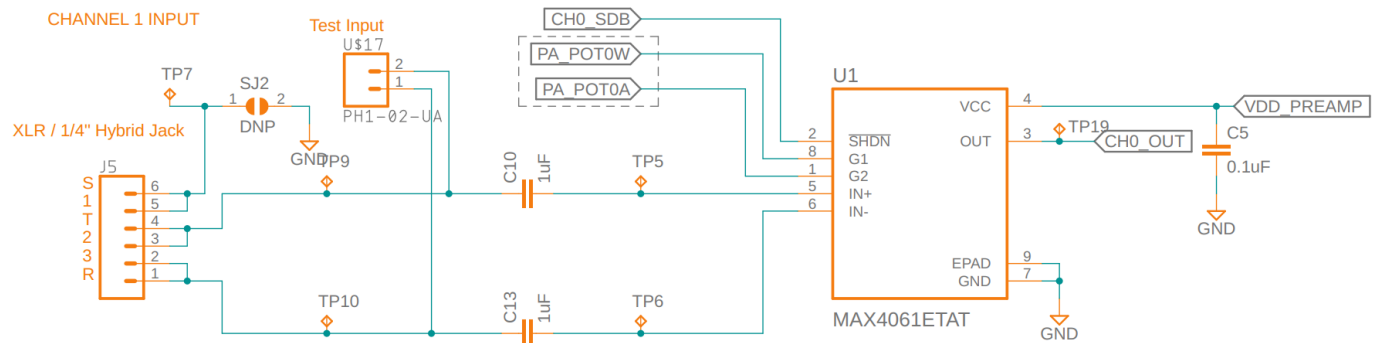 CHANNEL 1 INPUT
Test Input
U$17
2
1
PH1-02-UA
CH0_SDB
PA_POT0W
PA_POT0A
TP7
SJ2
1
2
DNP
GND
XLR / 1/4" Hybrid Jack
J5
S
1
T
2
3
R
6
5
4
3
2
1
TP9
C10
1uF
TP5
TP10
C13
1uF
TP6
U1
2
8
1
5
6
SHDN
G1
G2
IN+
IN-
VCC
OUT
EPAD
GND
4
3
9
7
MAX4061ETAT
VDD_PREAMP
TP19
CH0_OUT
C5
0.1uF
GND
GND